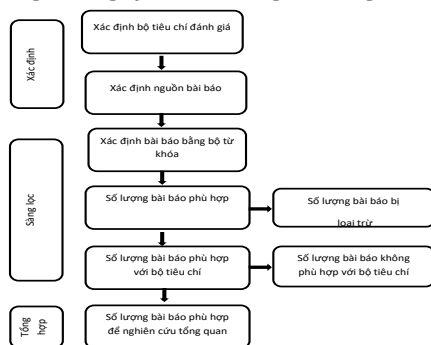 Xác định
Xác định bộ tiêu chí đánh giá
Xác định nguồn bài báo
Sàng lọc
Xác định bài báo bằng bộ từ
khóa
Số lượng bài báo phù hợp
Số lượng bài báo bị
loại trừ
Số lượng bài báo phù hợp
với bộ tiêu chí
Số lượng bài báo không
phù hợp với bộ tiêu chí
Tổng
hợp
Số lượng bài báo phù hợp
để nghiên cứu tổng quan